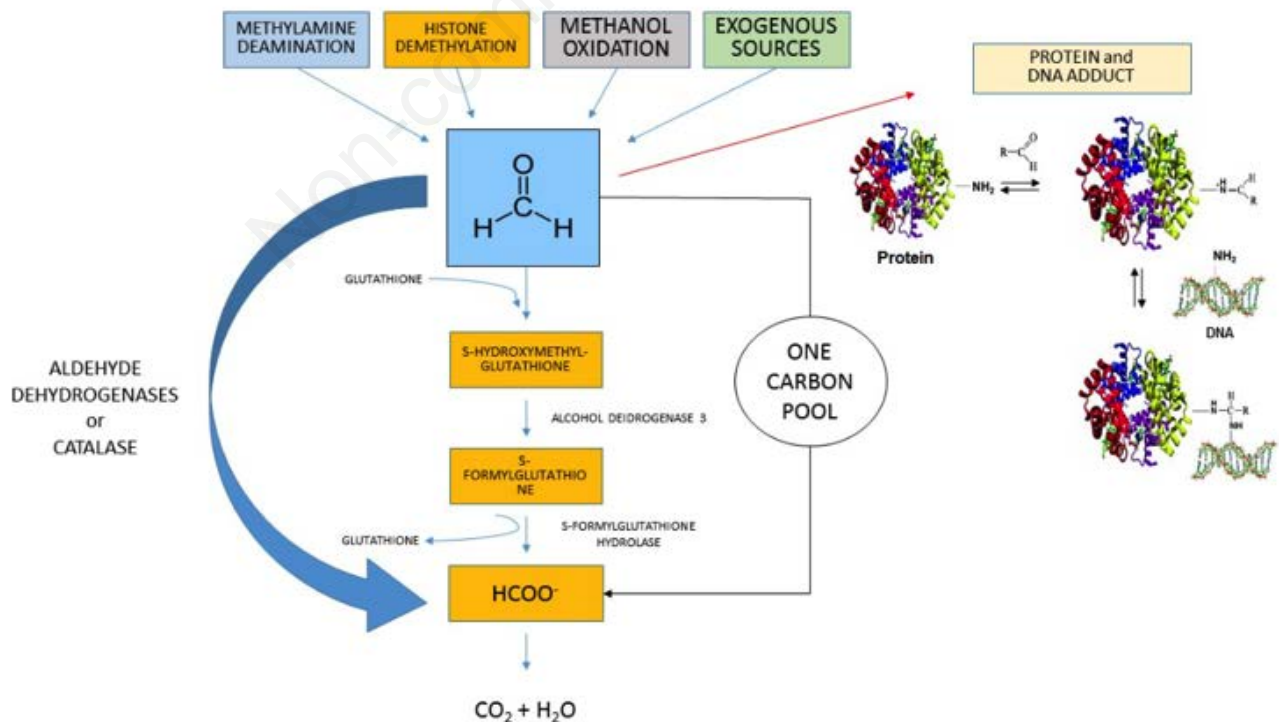 METHYLAMINE
DEAMINATION
HISTONE
DEMETHYLATION
METHANOL
OXIDATION
EXOGENOUS
SOURCES
PROTEIN and
DNA ADDUCT
O
H
C
H
R-C
O
H
NH2
Protein
H
N
C
H
R
NH2
DNA
H
N
H
C
R
NH
GLUTATHIONE
S-HYDROXYMETHYL-
GLUTATHIONE
ALCOHOL DEIDROGENASE 3
S-
FORMYLGLUTATHIO
NE
GLUTATHIONE
S-FORMYLGLUTATHIONE
HYDROLASE
HCOO-
CO2 + H2O
ALDEHYDE
DEHYDROGENASES
or
CATALASE
ONE
CARBON
POOL